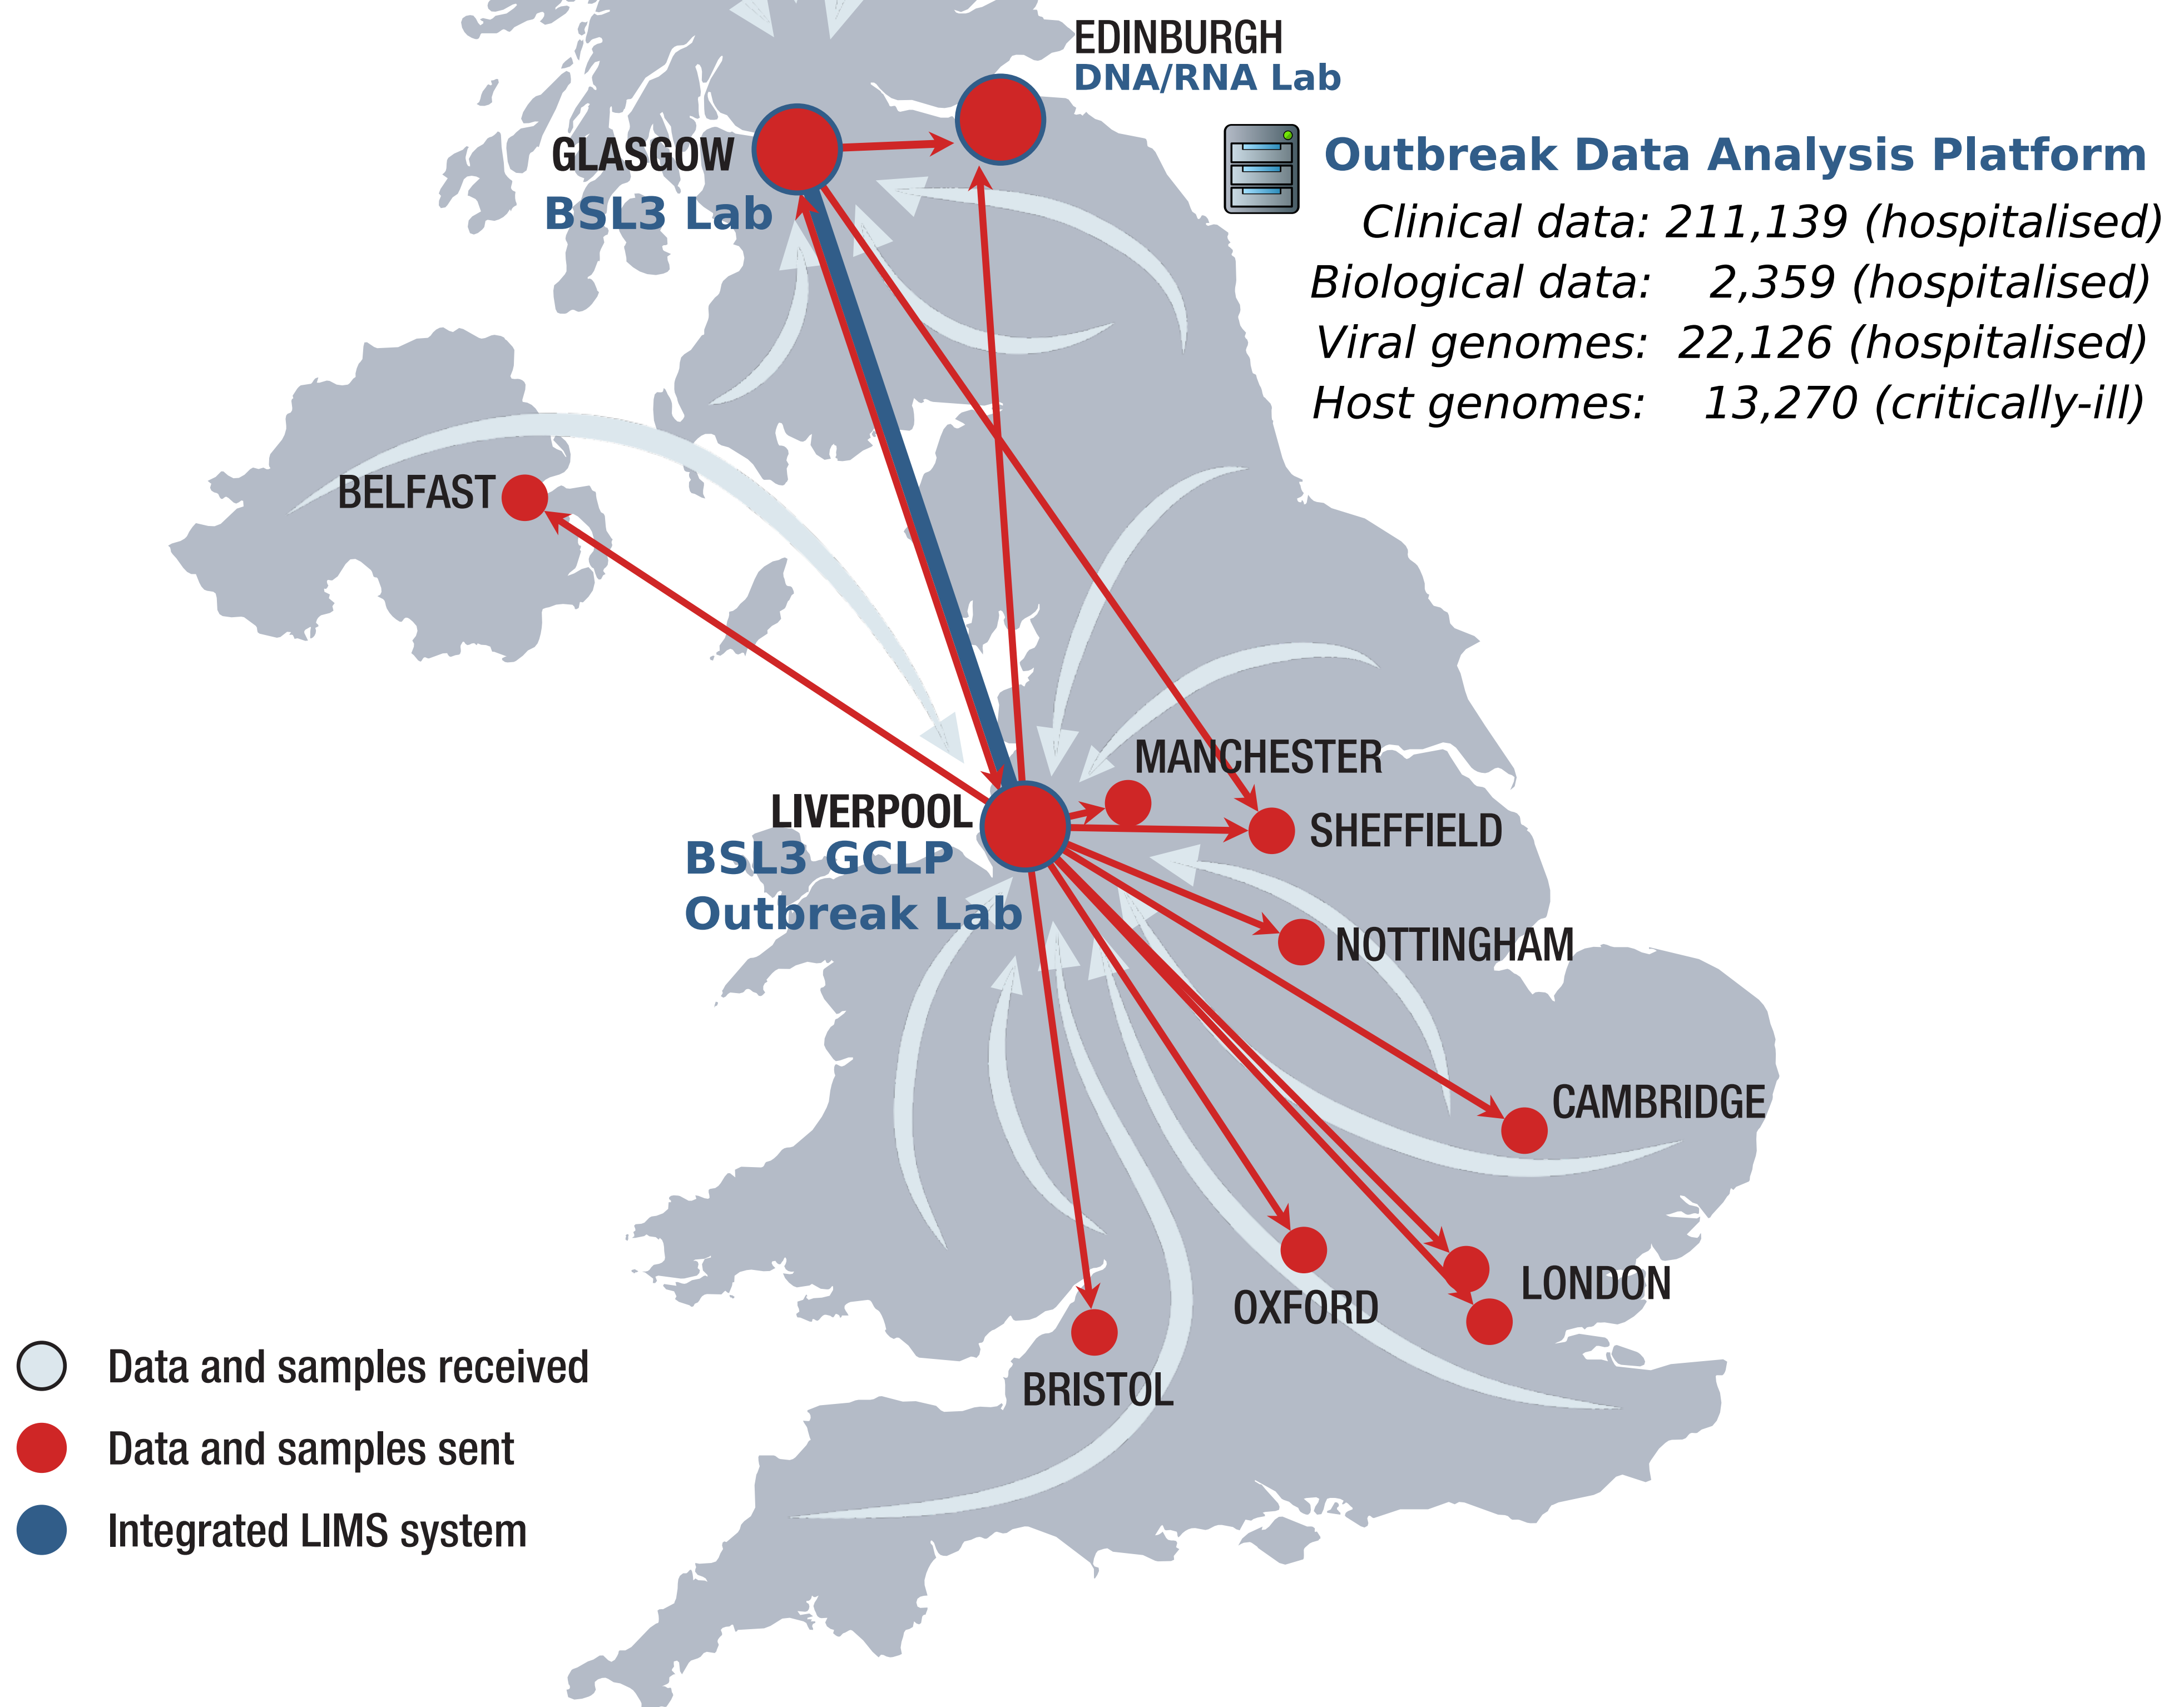 EDINBURGH
DNA/RNA Lab
GLASGOW
BSL3 Lab
Outbreak Data Analysis Platform
Clinical data: 211,139 (hospitalised)
Biological data: 2,359 (hospitalised)
Viral genomes: 22,126 (hospitalised)
Host genomes: 13,270 (critically-ill)
BELFAST
MANCHESTER
LIVERPOOL
BSL3 GCLP
Outbreak Lab
SHEFFIELD
NOTTINGHAM
CAMBRIDGE
LONDON
OXFORD
BRISTOL
Data and samples received
Data and samples sent
Integrated LIMS system